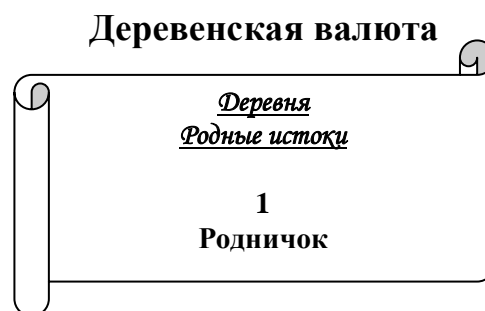 Деревенская валюта
Деревня
Родные истоки
1
Родничок